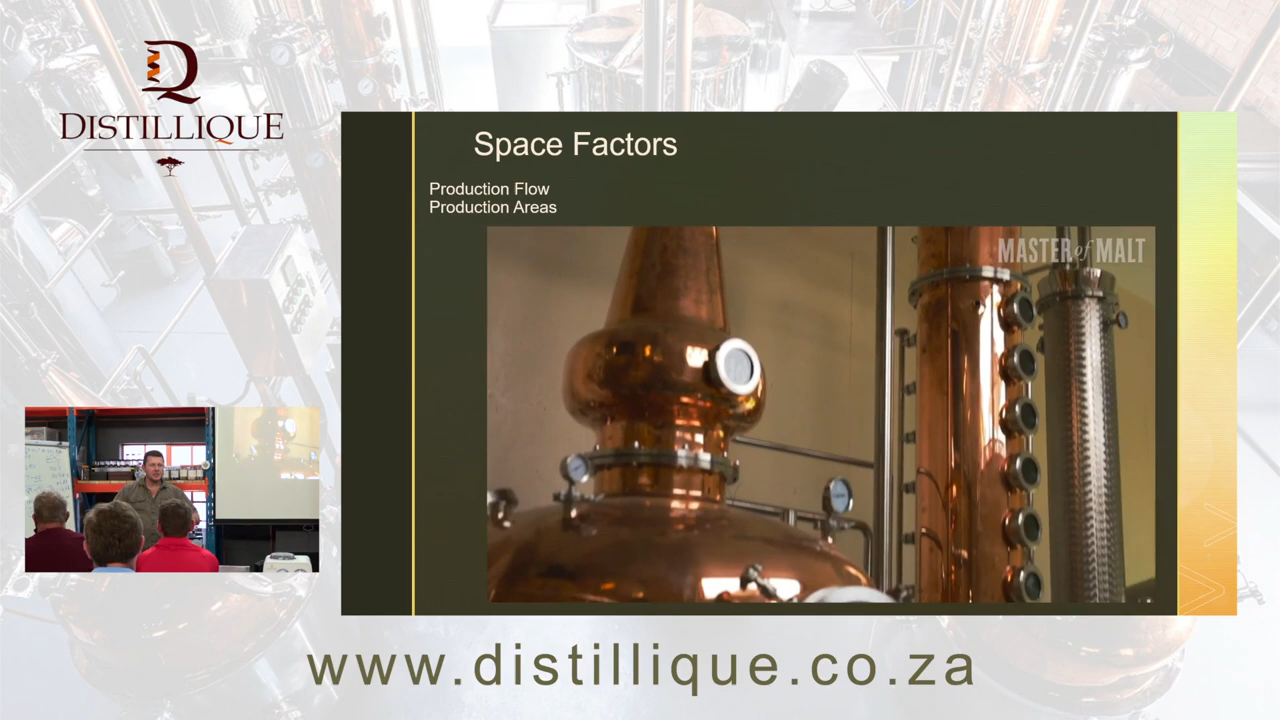 DISTILLIQUE
Space Factors
Production Flow
Production Areas
MASTER of MALT
www.distillique.co.za